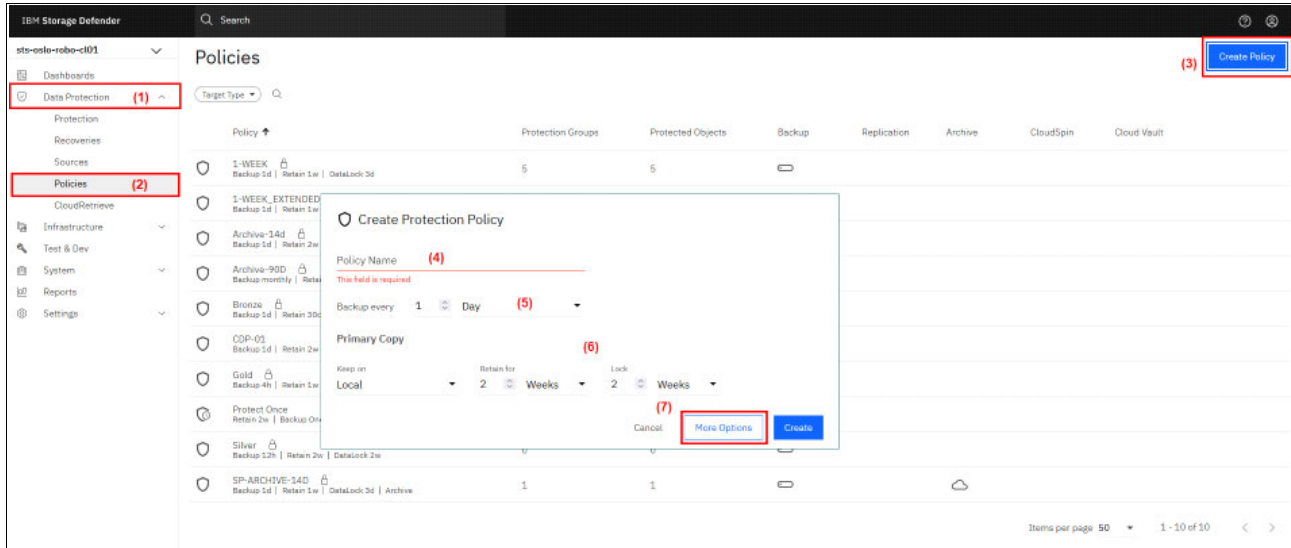 IBM Storage Defender
Search
sts-oslo-robo-cl01
Dashboards
Data Protection (1)
Protection
Recoveries
Sources
Policies (2)
CloudRetrieve
Infrastructure
Test & Dev
System
Reports
Settings
Policies
(3) Create Policy
Target Type
Policy Protection Groups Protected Objects Backup Replication Archive CloudSpin Cloud Vault
1-WEEK 5 5
Backup 1d | Retain 1w | DataLock 3d
1-WEEK_EXTENDED
Backup 1d | Retain 1w
Archive-14d
Backup 1d | Retain 2w
Archive-90D
Backup monthly |
Bronze
Backup 1d | Retain
CDP-01
Backup 1d | Retain 2w
Gold
Backup 4h | Retain 1w
Protect Once
Retain 2w | Backup
Silver
Backup 12h | Retain 2w | DataLock 2w
SP-ARCHIVE-14D 1 1
Backup 1d | Retain 1w | DataLock 3d | Archive
Create Protection Policy
Policy Name (4)
This field is required
Backup every 1 Day (5)
Primary Copy
(6)
Keep on Retain for Lock
Local 2 Weeks 2 Weeks
(7)
Cancel More Options Create
Items per page 50 1 - 10 of 10